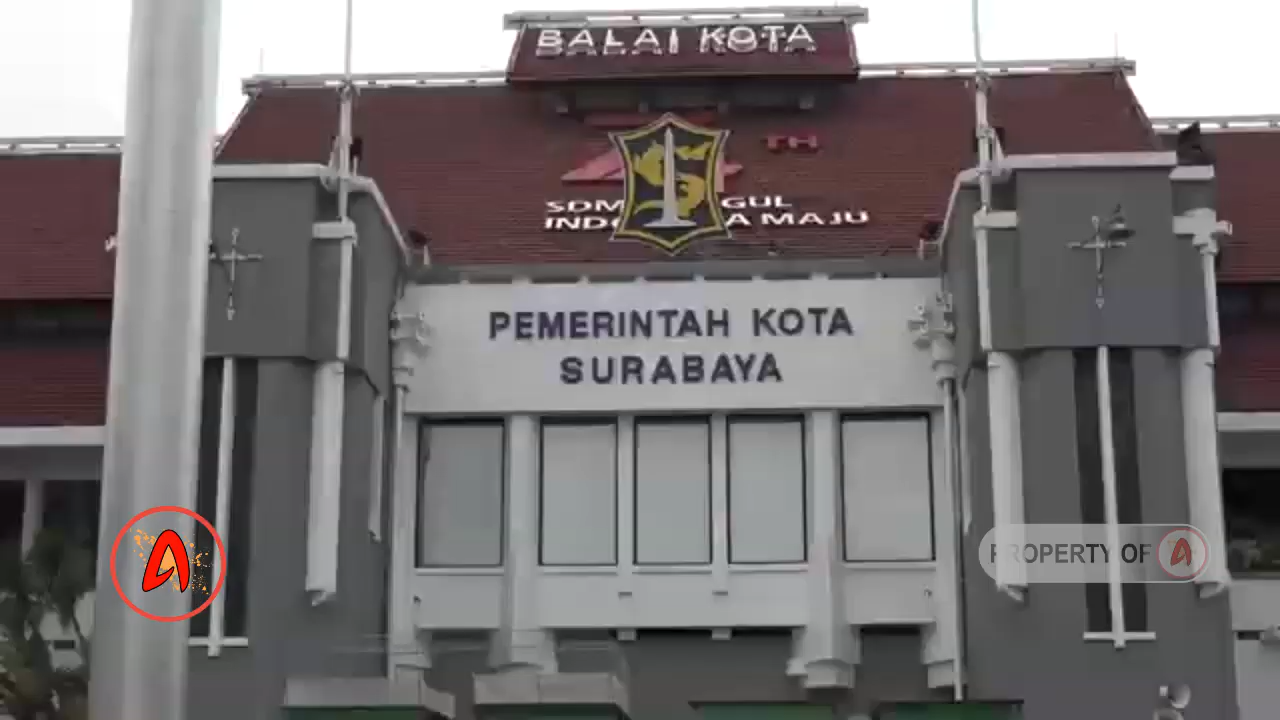 BALAI KOTA
TH
SDM GUL
INDO A MAJU
PEMERINTAH KOTA
SURABAYA
PROPERTY OF